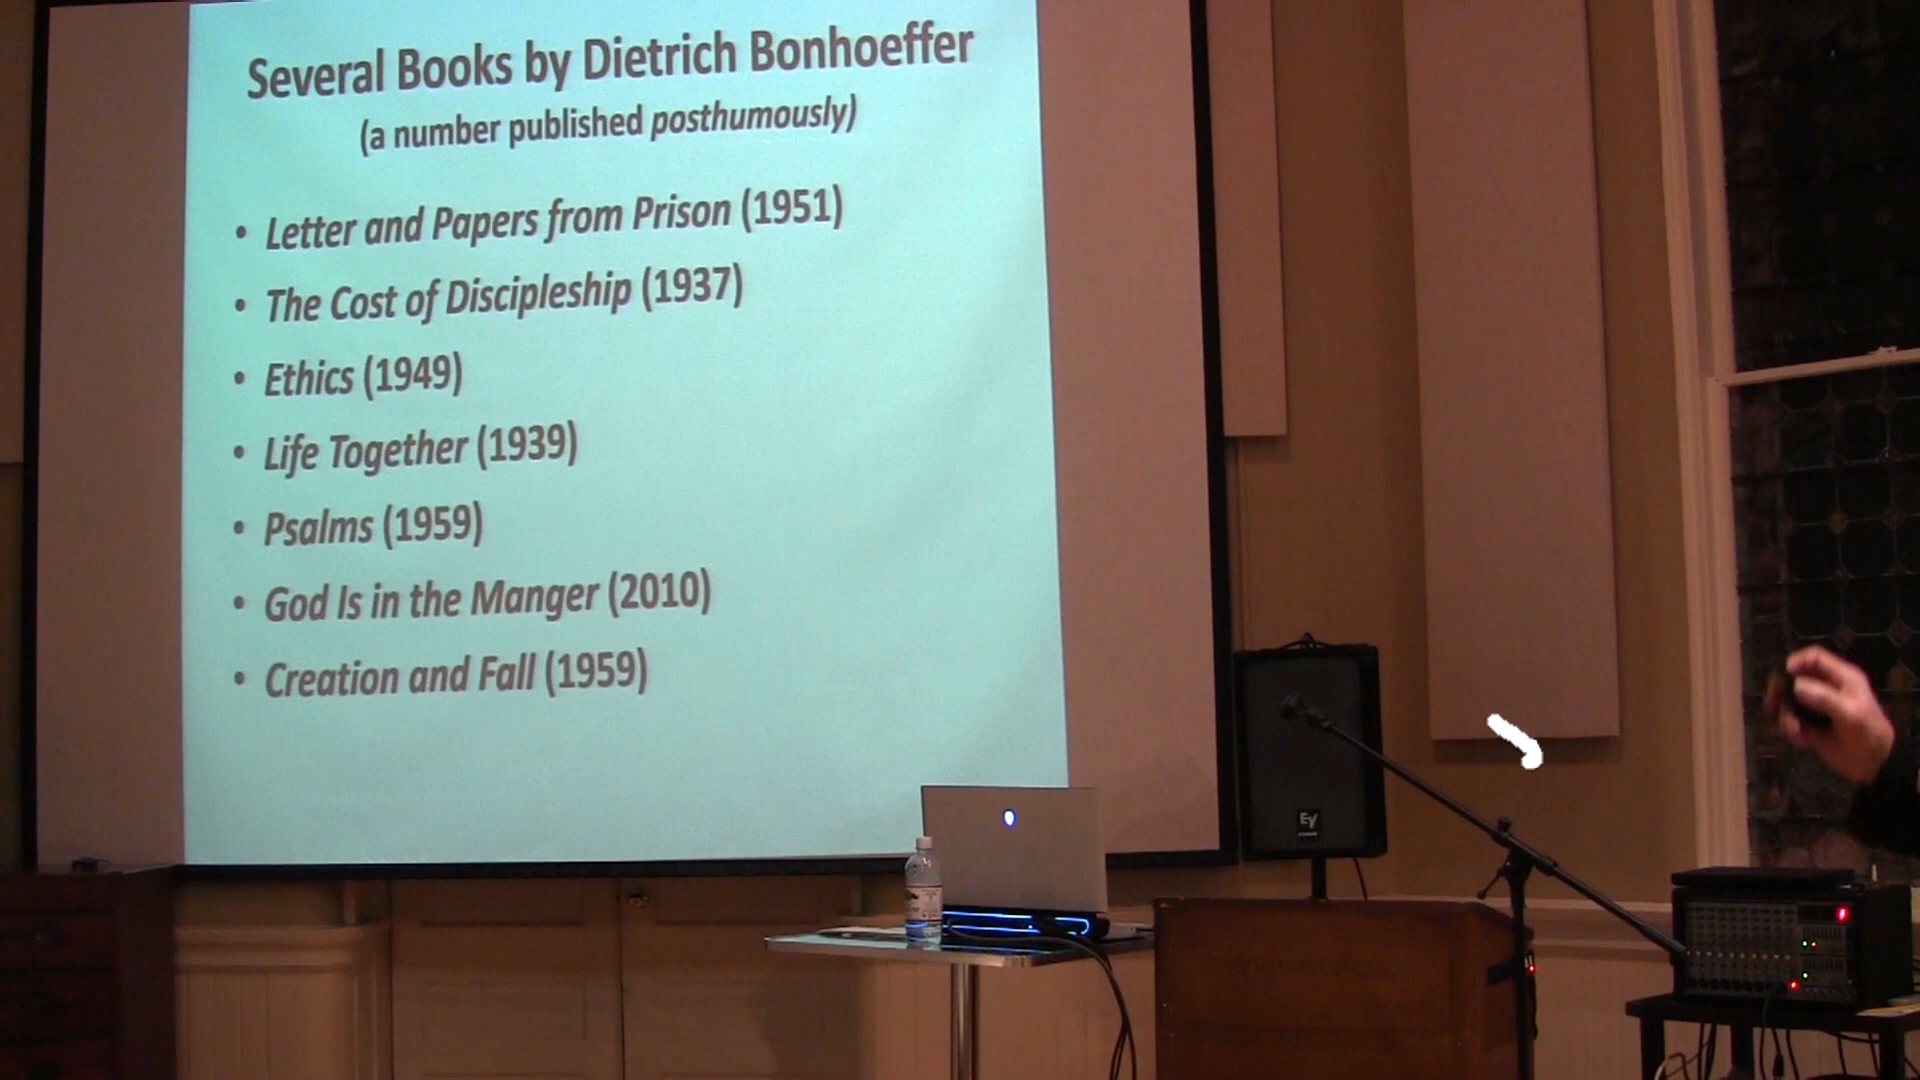 Several Books by Dietrich Bonhoeffer
(a number published posthumously)
• Letter and Papers from Prison (1951)
• The Cost of Discipleship (1937)
• Ethics (1949)
• Life Together (1939)
• Psalms (1959)
• God Is in the Manger (2010)
• Creation and Fall (1959)
EV